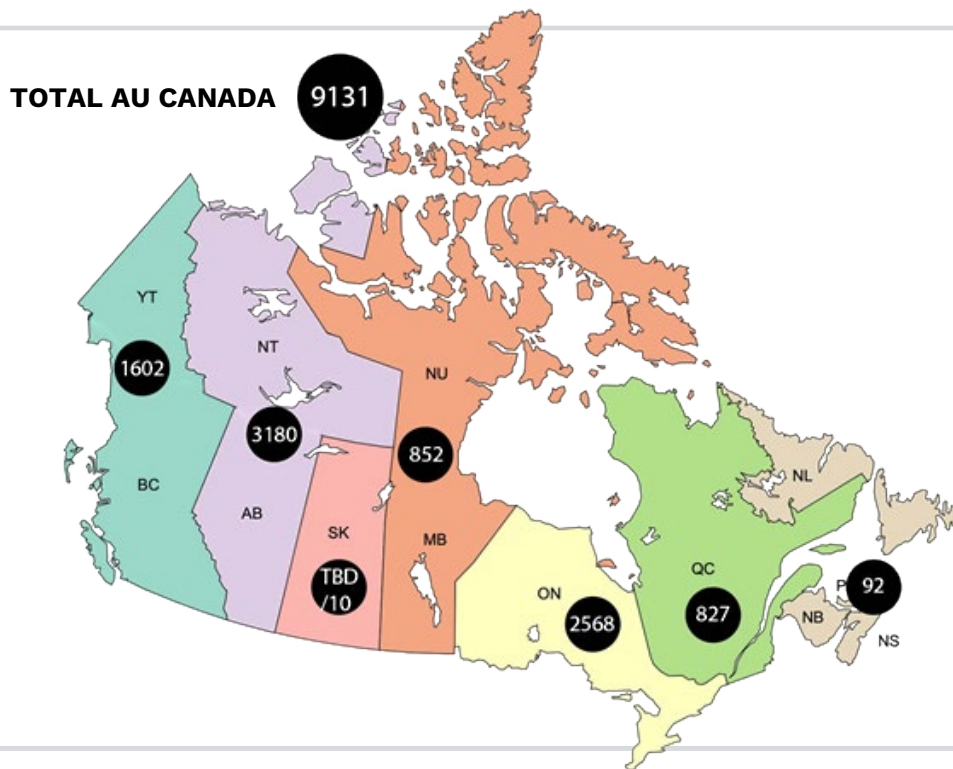 TOTAL AU CANADA 9131
YT
1602
NT
NU
3180
852
BC
AB
SK
MB
TBD
/10
ON
2568
QC
827
NL
P
92
NB
NS